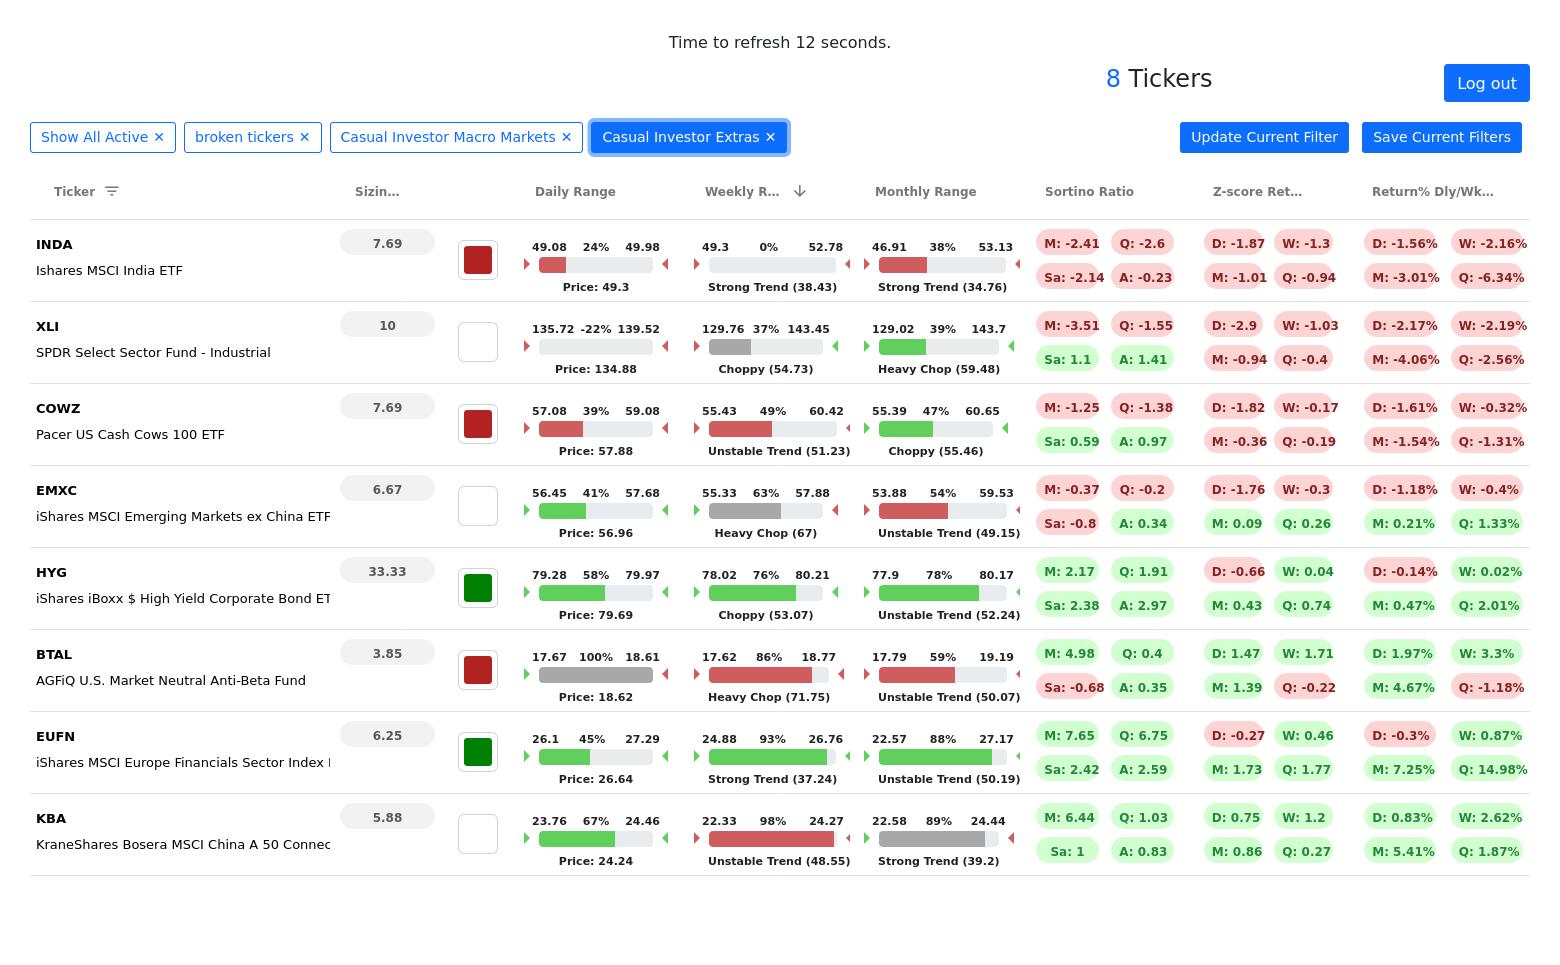 Time to refresh 12 seconds.
8 Tickers
Log out
Show All Active ✕ broken tickers ✕ Casual Investor Macro Markets ✕ Casual Investor Extras ✕ Update Current Filter Save Current Filters
Ticker Sizin… Daily Range Weekly R… Monthly Range Sortino Ratio Z-score Ret… Return% Dly/Wk…
INDA 7.69 49.08 24% 49.98 49.3 0% 52.78 46.91 38% 53.13 M: -2.41 Q: -2.6 D: -1.87 W: -1.3 D: -1.56% W: -2.16%
Ishares MSCI India ETF Sa: -2.14 A: -0.23 M: -1.01 Q: -0.94 M: -3.01% Q: -6.34%
Price: 49.3 Strong Trend (38.43) Strong Trend (34.76)
XLI 10 135.72 -22% 139.52 129.76 37% 143.45 129.02 39% 143.7 M: -3.51 Q: -1.55 D: -2.9 W: -1.03 D: -2.17% W: -2.19%
SPDR Select Sector Fund - Industrial Sa: 1.1 A: 1.41 M: -0.94 Q: -0.4 M: -4.06% Q: -2.56%
Price: 134.88 Choppy (54.73) Heavy Chop (59.48)
COWZ 7.69 57.08 39% 59.08 55.43 49% 60.42 55.39 47% 60.65 M: -1.25 Q: -1.38 D: -1.82 W: -0.17 D: -1.61% W: -0.32%
Pacer US Cash Cows 100 ETF Sa: 0.59 A: 0.97 M: -0.36 Q: -0.19 M: -1.54% Q: -1.31%
Price: 57.88 Unstable Trend (51.23) Choppy (55.46)
EMXC 6.67 56.45 41% 57.68 55.33 63% 57.88 53.88 54% 59.53 M: -0.37 Q: -0.2 D: -1.76 W: -0.3 D: -1.18% W: -0.4%
iShares MSCI Emerging Markets ex China ETF Sa: -0.8 A: 0.34 M: 0.09 Q: 0.26 M: 0.21% Q: 1.33%
Price: 56.96 Heavy Chop (67) Unstable Trend (49.15)
HYG 33.33 79.28 58% 79.97 78.02 76% 80.21 77.9 78% 80.17 M: 2.17 Q: 1.91 D: -0.66 W: 0.04 D: -0.14% W: 0.02%
iShares iBoxx $ High Yield Corporate Bond ET Sa: 2.38 A: 2.97 M: 0.43 Q: 0.74 M: 0.47% Q: 2.01%
Price: 79.69 Choppy (53.07) Unstable Trend (52.24)
BTAL 3.85 17.67 100% 18.61 17.62 86% 18.77 17.79 59% 19.19 M: 4.98 Q: 0.4 D: 1.47 W: 1.71 D: 1.97% W: 3.3%
AGFiQ U.S. Market Neutral Anti-Beta Fund Sa: -0.68 A: 0.35 M: 1.39 Q: -0.22 M: 4.67% Q: -1.18%
Price: 18.62 Heavy Chop (71.75) Unstable Trend (50.07)
EUFN 6.25 26.1 45% 27.29 24.88 93% 26.76 22.57 88% 27.17 M: 7.65 Q: 6.75 D: -0.27 W: 0.46 D: -0.3% W: 0.87%
iShares MSCI Europe Financials Sector Index Sa: 2.42 A: 2.59 M: 1.73 Q: 1.77 M: 7.25% Q: 14.98%
Price: 26.64 Strong Trend (37.24) Unstable Trend (50.19)
KBA 5.88 23.76 67% 24.46 22.33 98% 24.27 22.58 89% 24.44 M: 6.44 Q: 1.03 D: 0.75 W: 1.2 D: 0.83% W: 2.62%
KraneShares Bosera MSCI China A 50 Connec Sa: 1 A: 0.83 M: 0.86 Q: 0.27 M: 5.41% Q: 1.87%
Price: 24.24 Unstable Trend (48.55) Strong Trend (39.2)